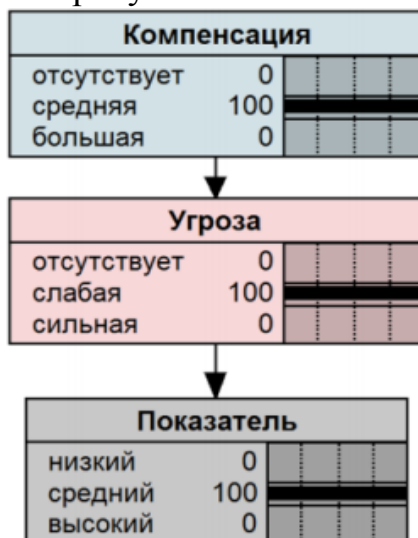 Компенсация
отсутствует 0
средняя 100
большая 0
Угроза
отсутствует 0
слабая 100
сильная 0
Показатель
низкий 0
средний 100
высокий 0